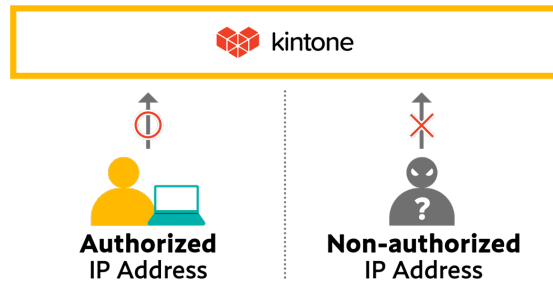 kintone
?
Authorized
IP Address
Non-authorized
IP Address